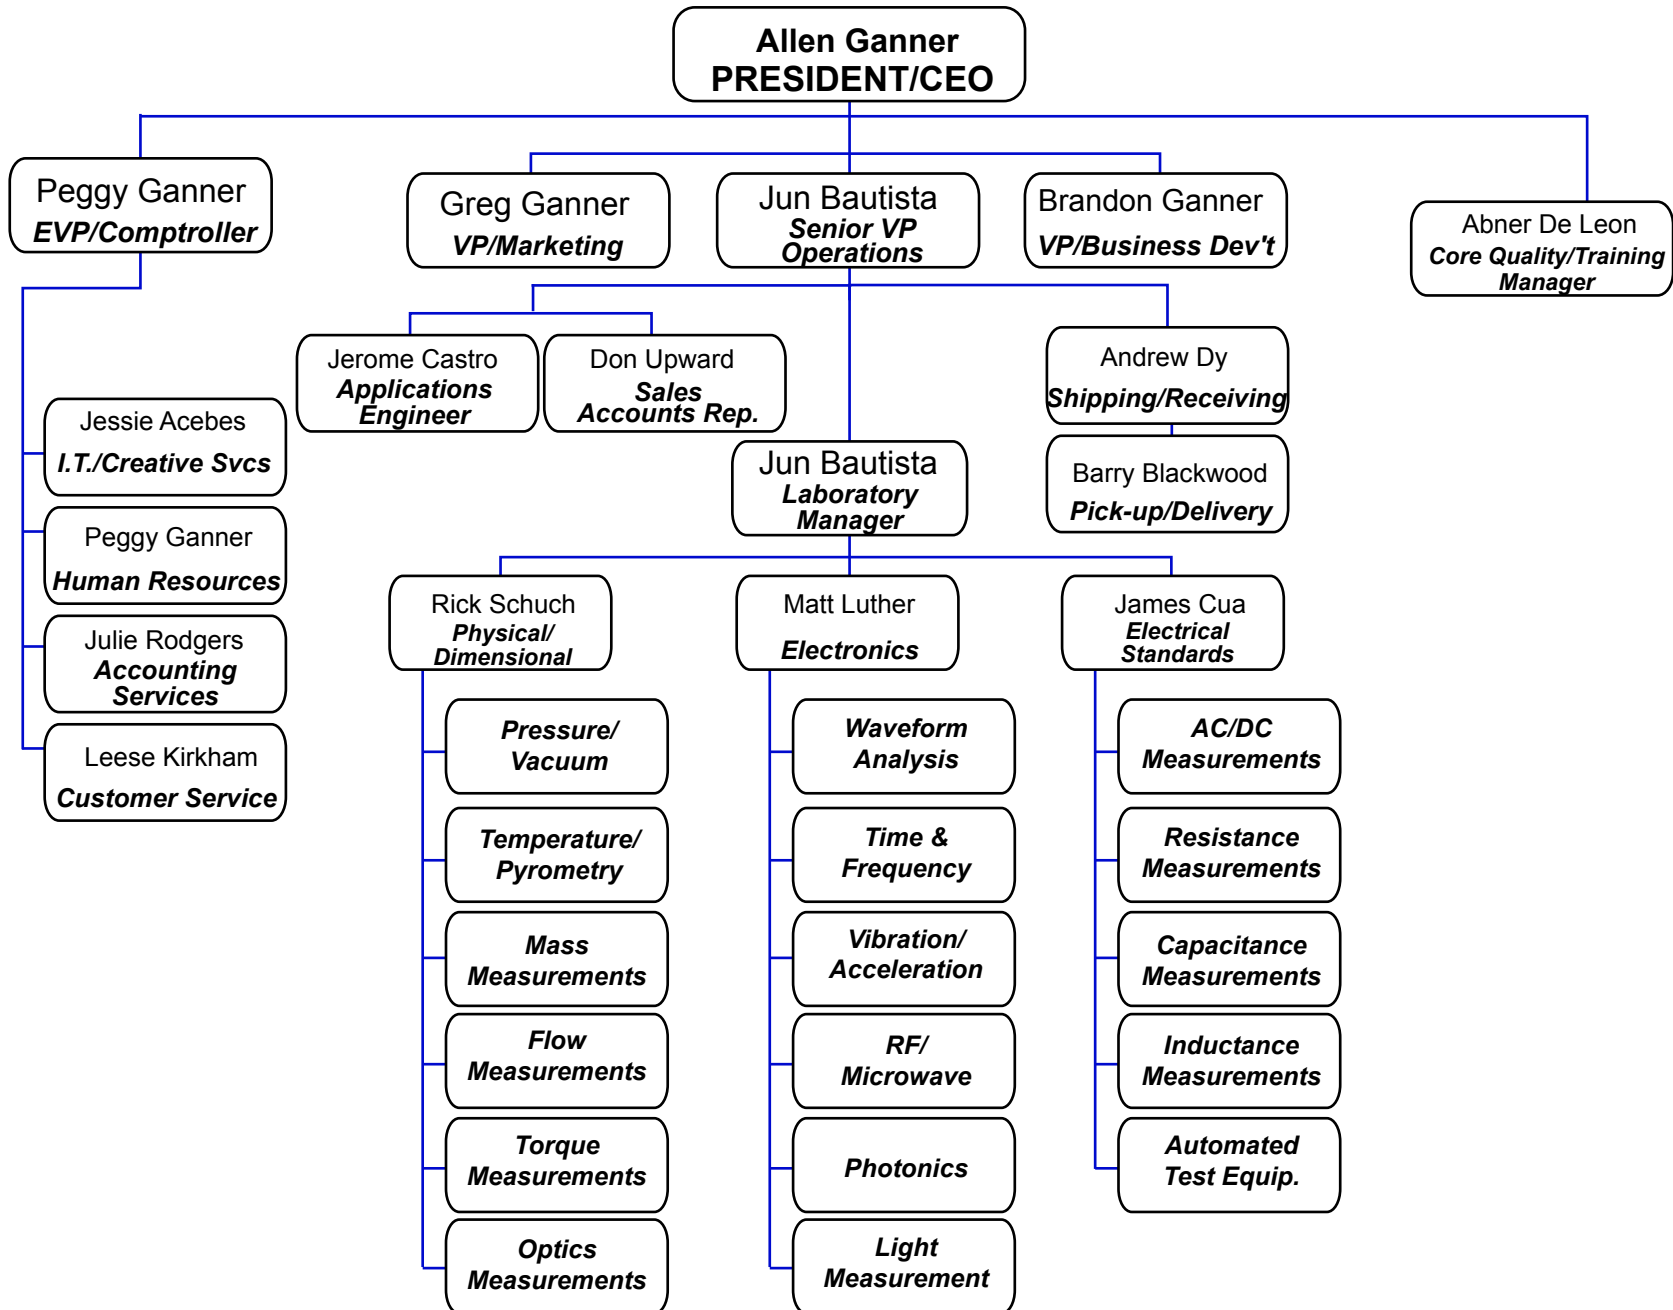 Allen Ganner
PRESIDENT/CEO
Peggy Ganner
EVP/Comptroller
Greg Ganner
VP/Marketing
Jun Bautista
Senior VP
Operations
Brandon Ganner
VP/Business Dev't
Abner De Leon
Core Quality/Training
Manager
Jerome Castro
Applications
Engineer
Don Upward
Sales
Accounts Rep.
Andrew Dy
Shipping/Receiving
Barry Blackwood
Pick-up/Delivery
Jessie Acebes
I.T./Creative Svcs
Peggy Ganner
Human Resources
Julie Rodgers
Accounting
Services
Leese Kirkham
Customer Service
Jun Bautista
Laboratory
Manager
Rick Schuch
Physical/
Dimensional
Matt Luther
Electronics
James Cua
Electrical
Standards
Pressure/
Vacuum
Temperature/
Pyrometry
Mass
Measurements
Flow
Measurements
Torque
Measurements
Optics
Measurements
Waveform
Analysis
Time &
Frequency
Vibration/
Acceleration
RF/
Microwave
Photonics
Light
Measurement
AC/DC
Measurements
Resistance
Measurements
Capacitance
Measurements
Inductance
Measurements
Automated
Test Equip.